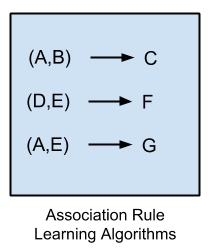 (A,B) → C
(D,E) → F
(A,E) → G
Association Rule
Learning Algorithms